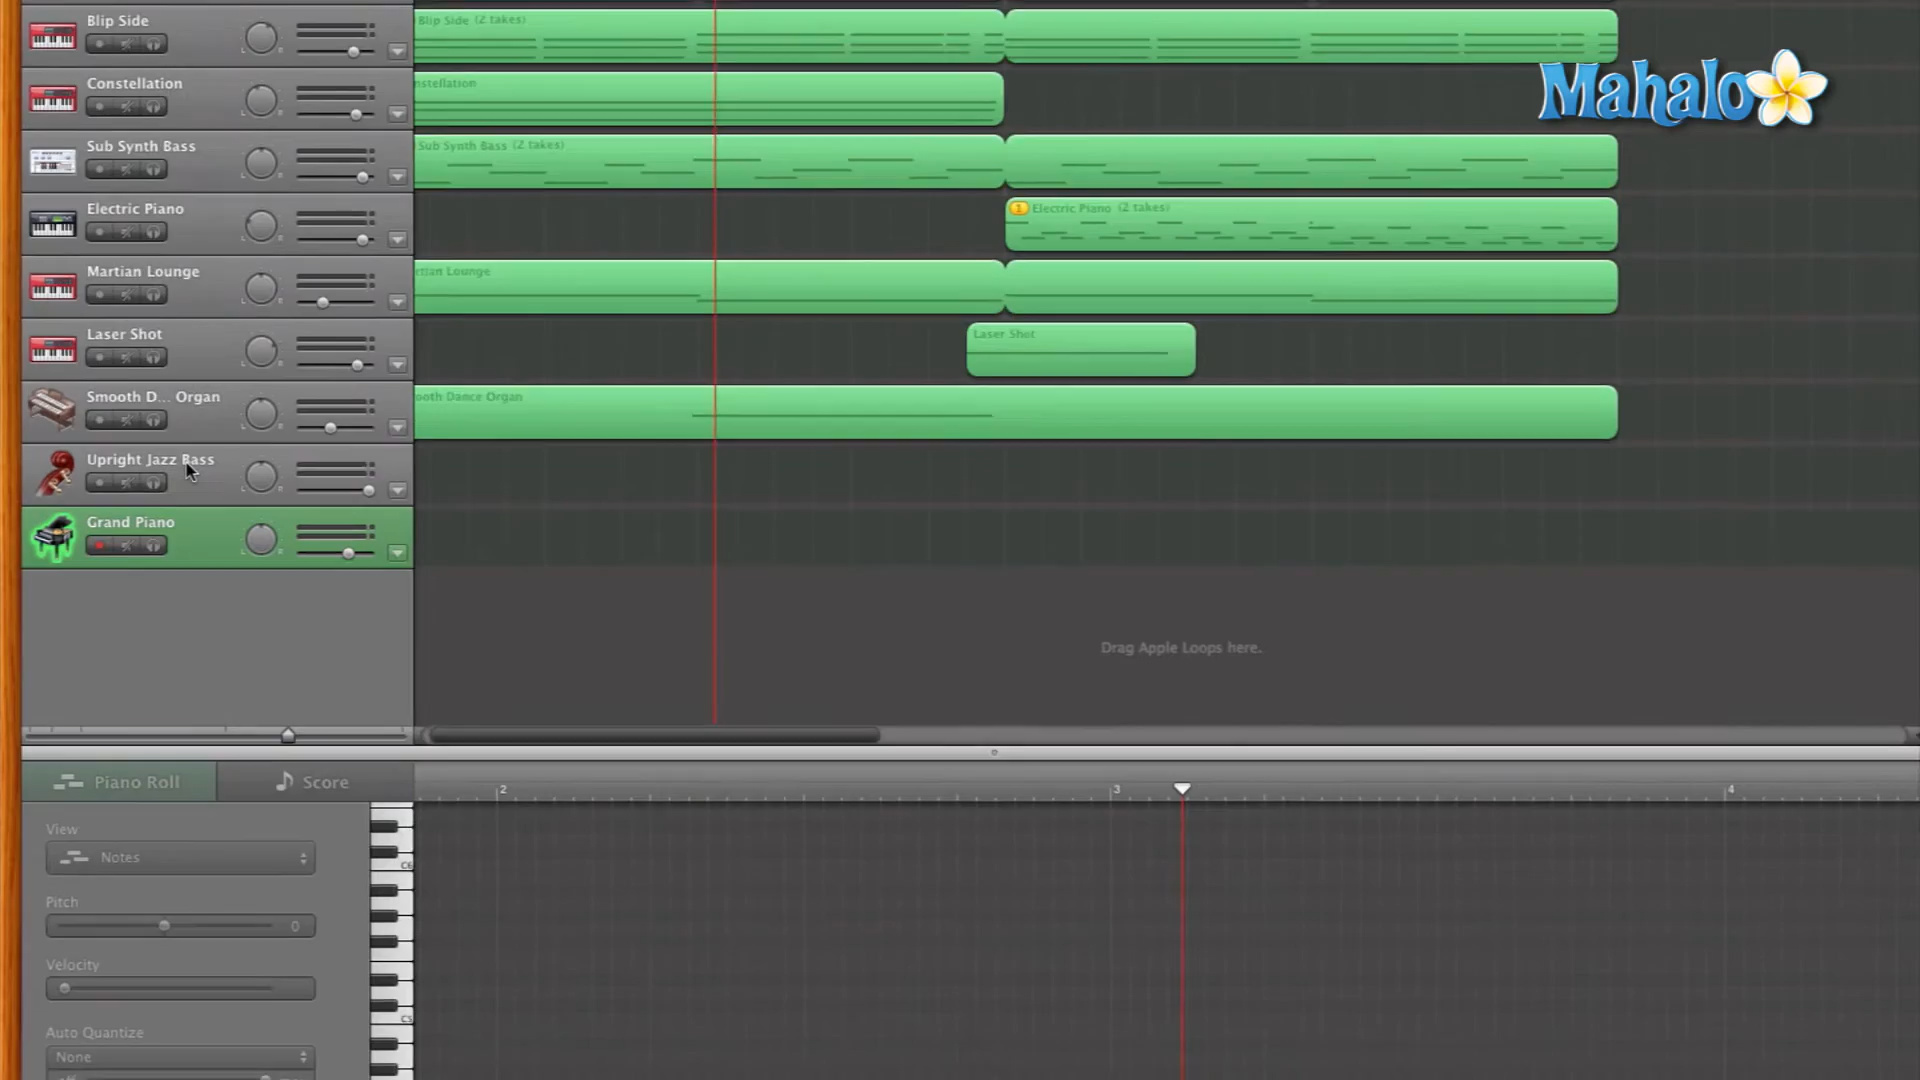 Blip Side
Blip Side (2 takes)
Mahalo
Constellation
nstellation
Sub Synth Bass
Sub Synth Bass (2 takes)
Electric Piano
1 Electric Piano (2 takes)
Martian Lounge
rtian Lounge
Laser Shot
Laser Shot
Smooth D... Organ
ooth Dance Organ
Upright Jazz Bass
Grand Piano
Drag Apple Loops here.
Piano Roll
Score
2
3
4
View
Notes
C6
Pitch
0
Velocity
C5
Auto Quantize
None